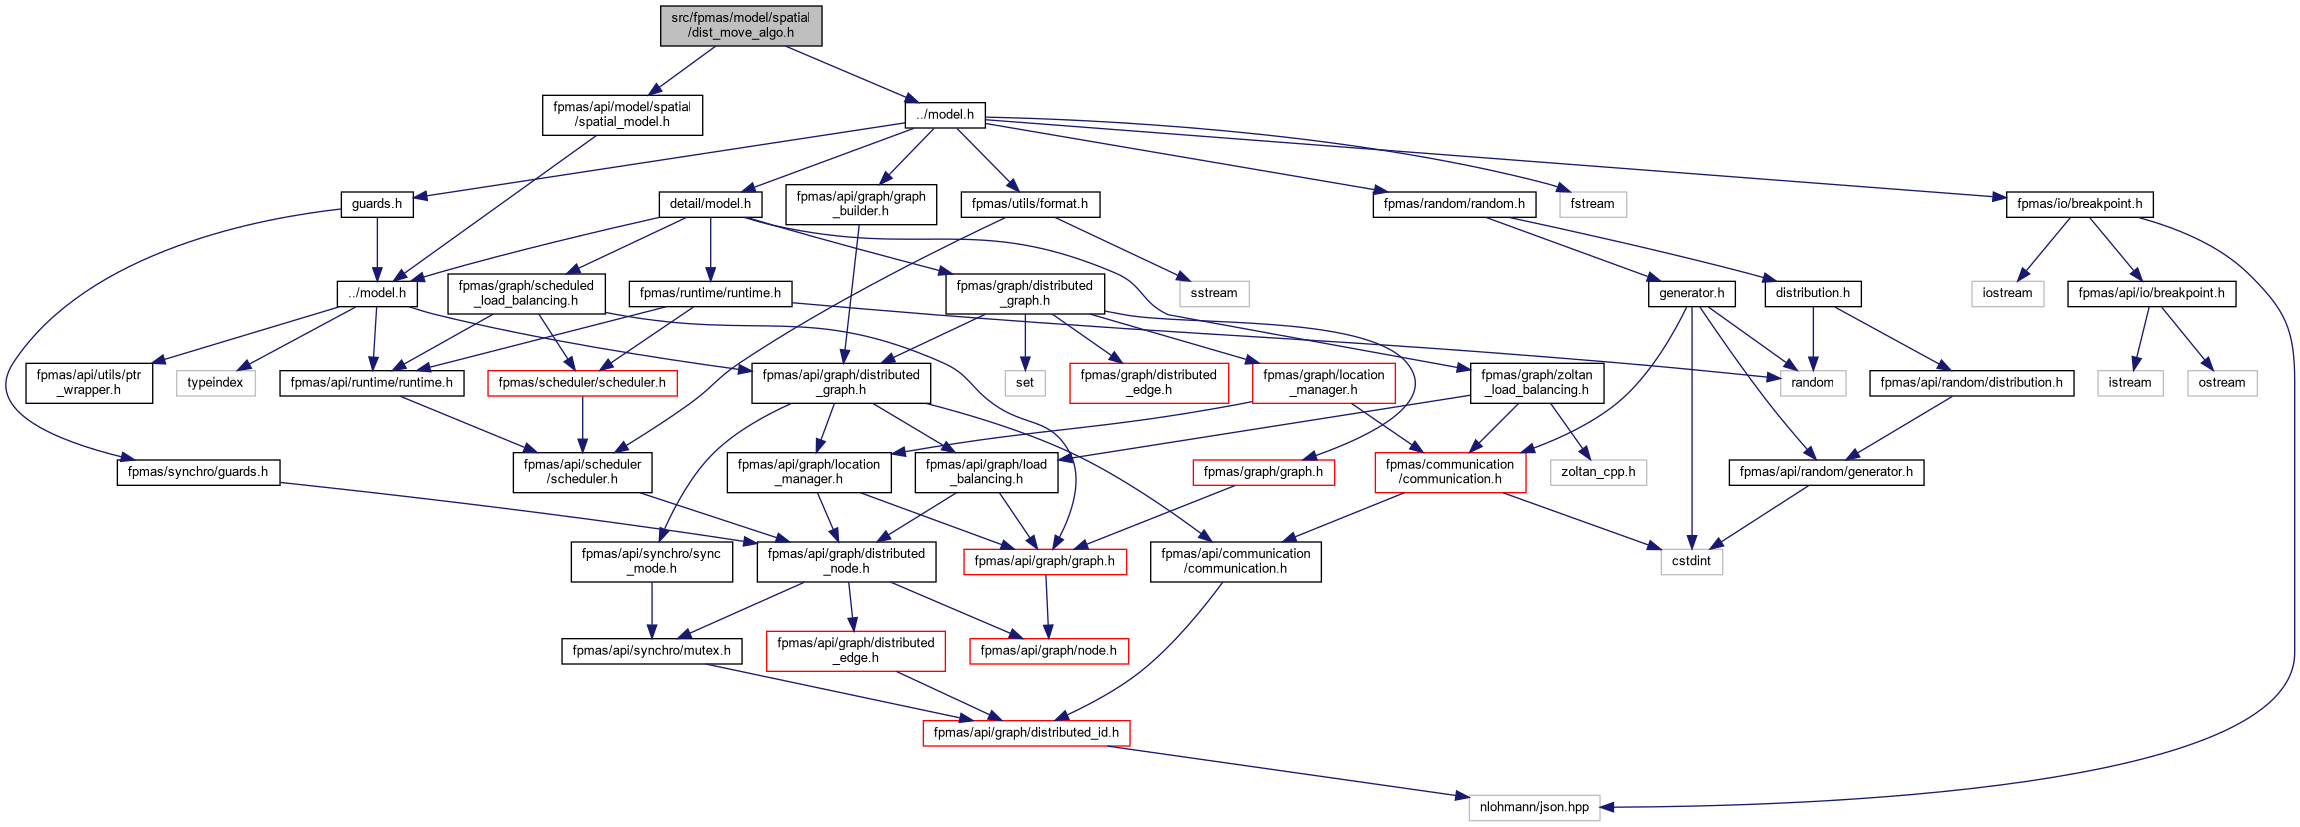 src/fpmas/model/spatial
/dist_move_algo.h
fpmas/api/model/spatial
/spatial_model.h
../model.h
guards.h
detail/model.h
fpmas/api/graph/graph
_builder.h
fpmas/utils/format.h
fpmas/random/random.h
fstream
fpmas/io/breakpoint.h
../model.h
fpmas/graph/scheduled
_load_balancing.h
fpmas/runtime/runtime.h
fpmas/graph/distributed
_graph.h
sstream
generator.h
distribution.h
iostream
fpmas/api/io/breakpoint.h
fpmas/api/utils/ptr
_wrapper.h
typeindex
fpmas/api/runtime/runtime.h
fpmas/scheduler/scheduler.h
fpmas/api/graph/distributed
_graph.h
set
fpmas/graph/distributed
_edge.h
fpmas/graph/location
_manager.h
fpmas/graph/zoltan
_load_balancing.h
random
fpmas/api/random/distribution.h
istream
ostream
fpmas/synchro/guards.h
fpmas/api/scheduler
/scheduler.h
fpmas/api/graph/location
_manager.h
fpmas/api/graph/load
_balancing.h
fpmas/graph/graph.h
fpmas/communication
/communication.h
zoltan_cpp.h
fpmas/api/random/generator.h
fpmas/api/synchro/sync
_mode.h
fpmas/api/graph/distributed
_node.h
fpmas/api/graph/graph.h
fpmas/api/communication
/communication.h
cstdint
fpmas/api/synchro/mutex.h
fpmas/api/graph/distributed
_edge.h
fpmas/api/graph/node.h
fpmas/api/graph/distributed_id.h
nlohmann/json.hpp